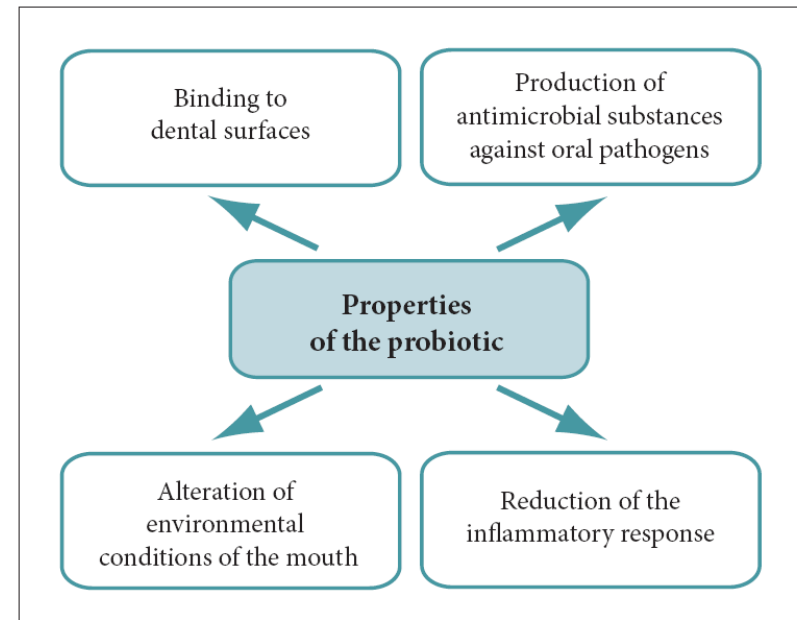 Binding to
dental surfaces
Production of
antimicrobial substances
against oral pathogens
Properties
of the probiotic
Alteration of
environmental
conditions of the mouth
Reduction of the
inflammatory response